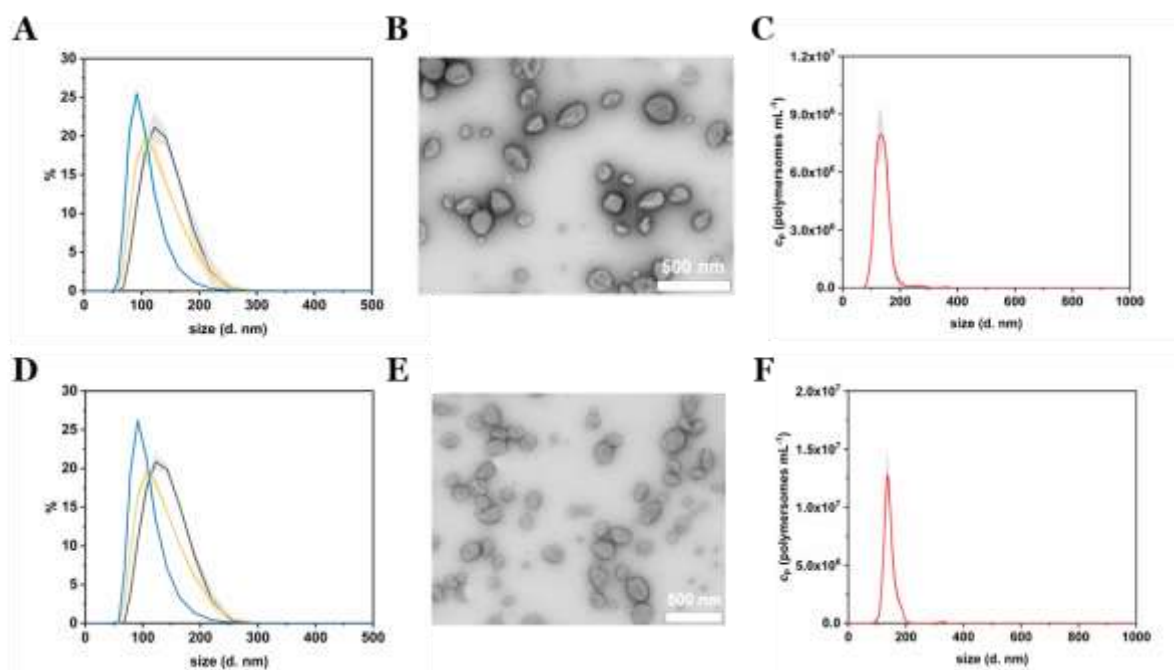 A
30
25
20
15
10
5
0
%
0 100 200 300 400 500
size (d. nm)
B
500 nm
C
1.2x10⁷
9.0x10⁶
6.0x10⁶
3.0x10⁶
0.0
cₚ (polymersomes mL⁻¹)
0 200 400 600 800 1000
size (d. nm)
D
30
25
20
15
10
5
0
%
0 100 200 300 400 500
size (d. nm)
E
500 nm
F
2.0x10⁷
1.5x10⁷
1.0x10⁷
5.0x10⁶
0.0
cₚ (polymersomes mL⁻¹)
0 200 400 600 800 1000
size (d. nm)